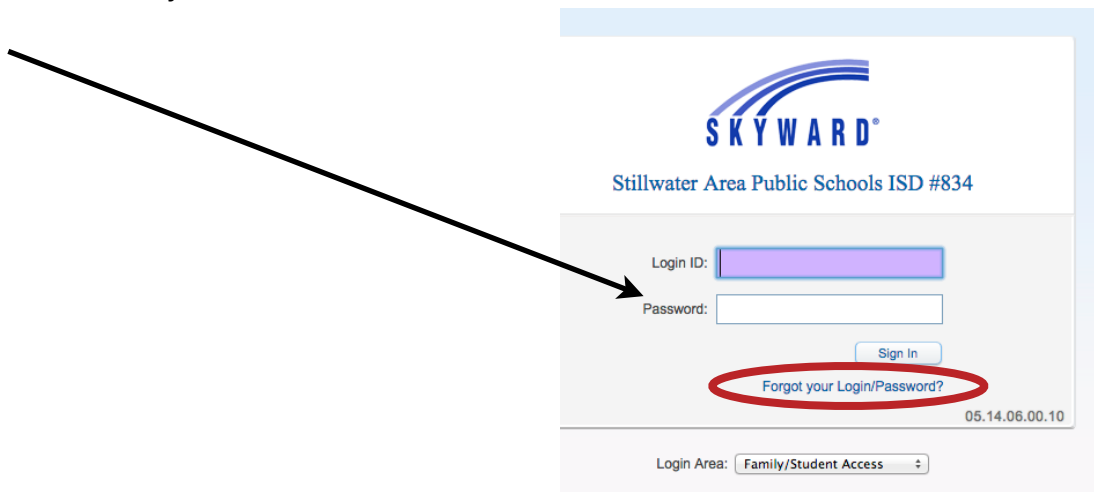 SKYWARD®
Stillwater Area Public Schools ISD #834
Login ID:
Password:
Sign In
Forgot your Login/Password?
05.14.06.00.10
Login Area: Family/Student Access